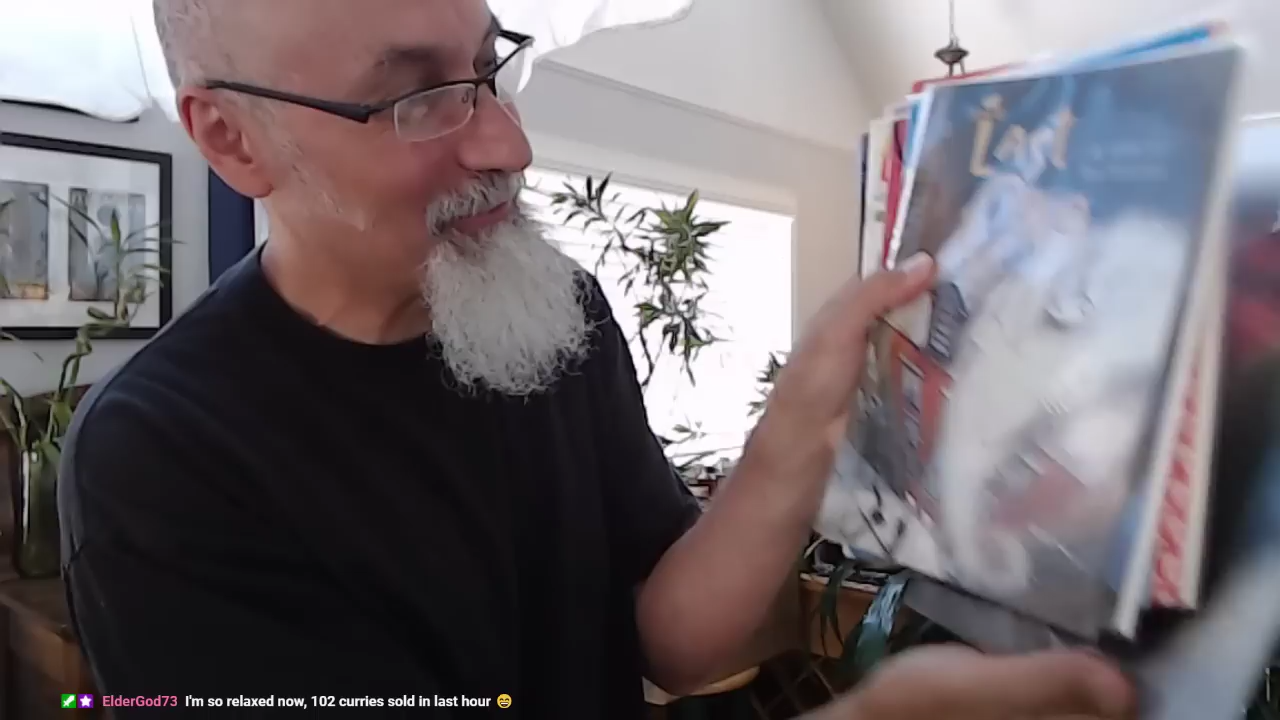 Last
ElderGod73 I'm so relaxed now, 102 curries sold in last hour 😄